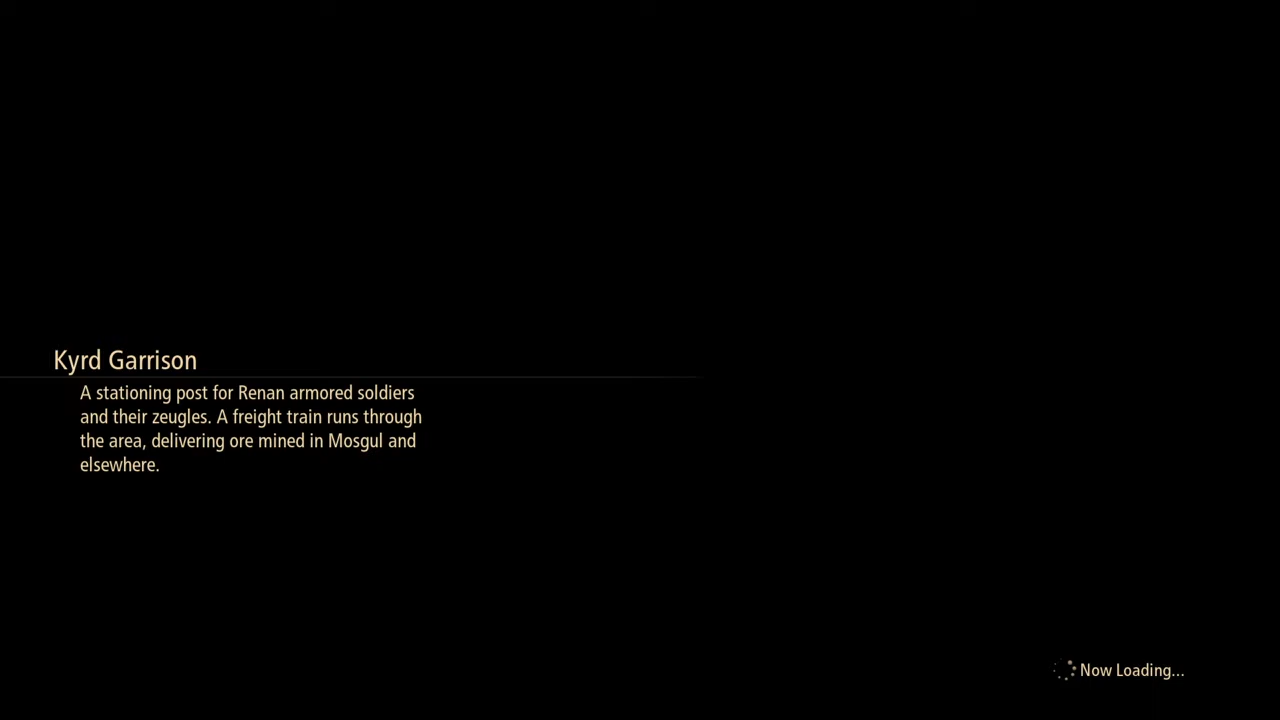 Kyrd Garrison
A stationing post for Renan armored soldiers
and their zeugles. A freight train runs through
the area, delivering ore mined in Mosgul and
elsewhere.
Now Loading...